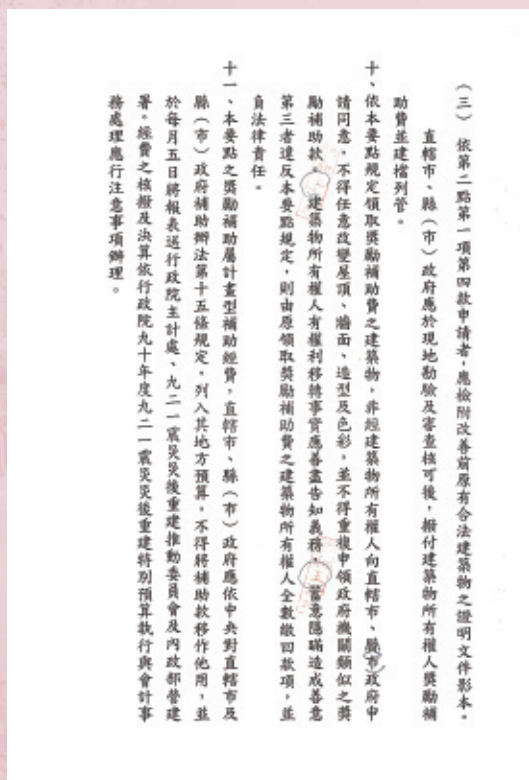 (三) 依第二點第一項第四款申請者,應檢附改善前原有合法建築物之證明文件影本。
直轄市、縣(市)政府應於現地勘驗及審查核可後,撥付建築物所有權人獎勵補
助費並建檔列管。
十、依本要點規定領取獎勵補助費之建築物,非經建築物所有權人向直轄市、縣市政府申
請同意,不得任意改變屋頂、牆面、造型及色彩,並不得重複申領政府機關類似之獎
勵補助款。建築物所有權人有權利移轉事實應善盡告知義務,蓄意隱瞞造成善意
第三者違反本要點規定,則由原領取獎勵補助費之建築物所有權人全數繳回款項,並
負法律責任。
十一、本要點之獎勵補助屬計畫型補助經費,直轄市、縣(市)政府應依中央對直轄市及
縣(市)政府補助辦法第十五條規定,列入其地方預算,不得將補助款移作他用,並
於每月五日將報表送行政院主計處、九二一震災災後重建推動委員會及內政部營建
署。經費之核撥及決算依行政院九十年度九二一震災災後重建特別預算執行與會計事
務處理應行注意事項辦理。